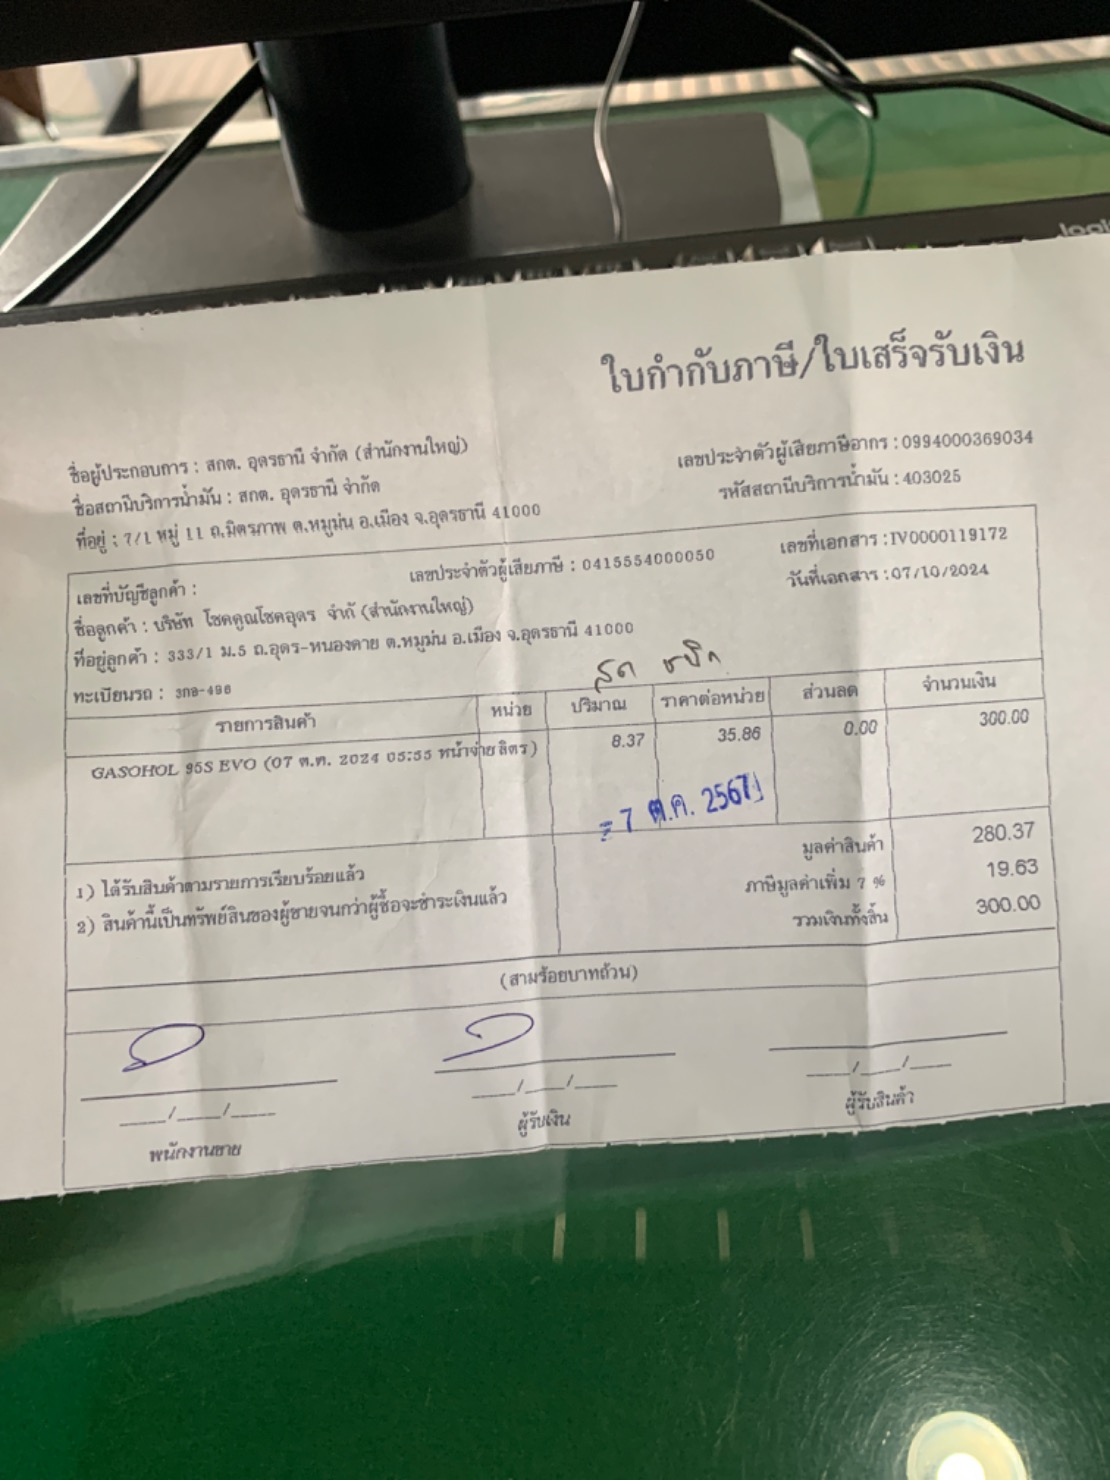 ใบกำกับภาษี/ใบเสร็จรับเงิน
ชื่อผู้ประกอบการ : สกต. อุดรธานี จำกัด (สำนักงานใหญ่)
เลขประจำตัวผู้เสียภาษีอากร : 0994000369034
ชื่อสถานีบริการน้ำมัน : สกต. อุดรธานี จำกัด
รหัสสถานีบริการน้ำมัน : 403025
ที่อยู่ : 7/1 หมู่ 11 ถ.มิตรภาพ ต.หมูม่น อ.เมือง จ.อุดรธานี 41000
เลขที่บัญชีลูกค้า :
เลขประจำตัวผู้เสียภาษี : 0415554000050
เลขที่เอกสาร : IV0000119172
ชื่อลูกค้า : บริษัท โชคคูณโชคอุดร จำกั (สำนักงานใหญ่)
วันที่เอกสาร : 07/10/2024
ที่อยู่ลูกค้า : 333/1 ม.5 ถ.อุดร-หนองคาย ต.หมูม่น อ.เมือง จ.อุดรธานี 41000
ทะเบียนรถ : 3กอ-496
สด
รายการสินค้า หน่วย ปริมาณ ราคาต่อหน่วย ส่วนลด จำนวนเงิน
GASOHOL 95S EVO (07 ต.ค. 2024 05:55 หน้าจ่าย ลิตร) 8.37 35.86 0.00 300.00
7 ต.ค. 2567
1) ได้รับสินค้าตามรายการเรียบร้อยแล้ว
2) สินค้านี้เป็นทรัพย์สินของผู้ขายจนกว่าผู้ซื้อจะชำระเงินแล้ว
มูลค่าสินค้า 280.37
ภาษีมูลค่าเพิ่ม 7 % 19.63
รวมเงินทั้งสิ้น 300.00
(สามร้อยบาทถ้วน)
____/____/____ ____/____/____ ____/____/____
พนักงานขาย ผู้รับเงิน ผู้รับสินค้า